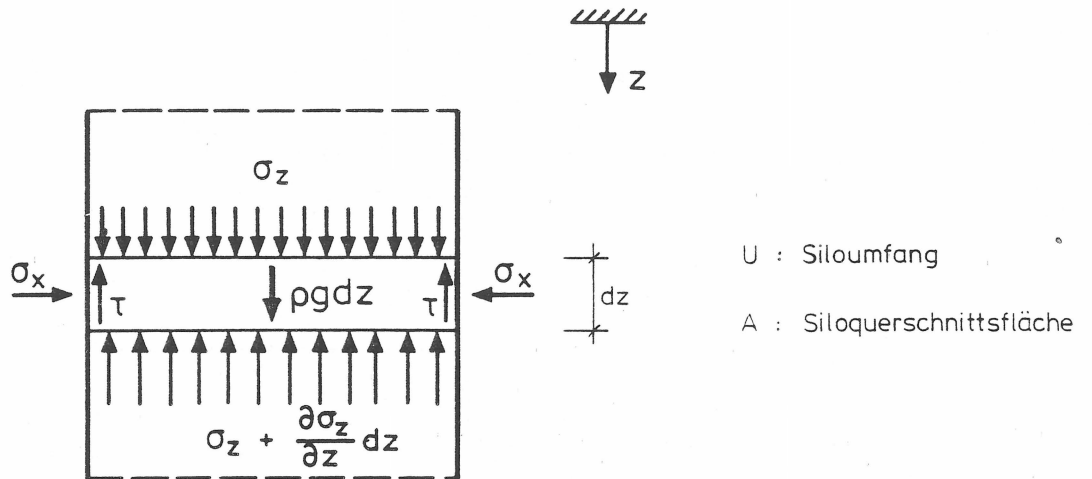 z
σz
σx
τ
ρgdz
τ
σx
dz
σz + ∂σz/∂z dz
U : Siloumfang
A : Siloquerschnittsfläche